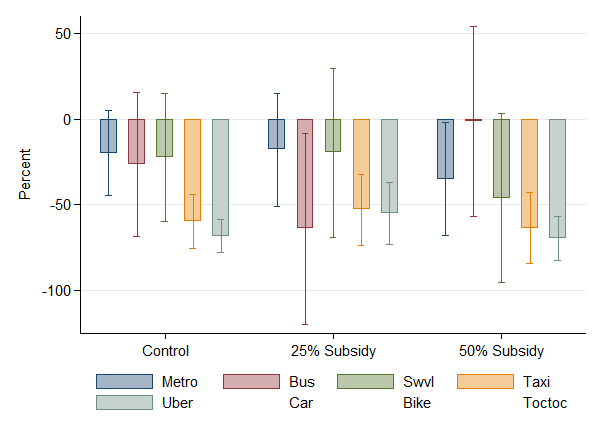 50
0
-50
-100
Percent
Control 25% Subsidy 50% Subsidy
Metro Bus Swvl Taxi
Uber Car Bike Toctoc